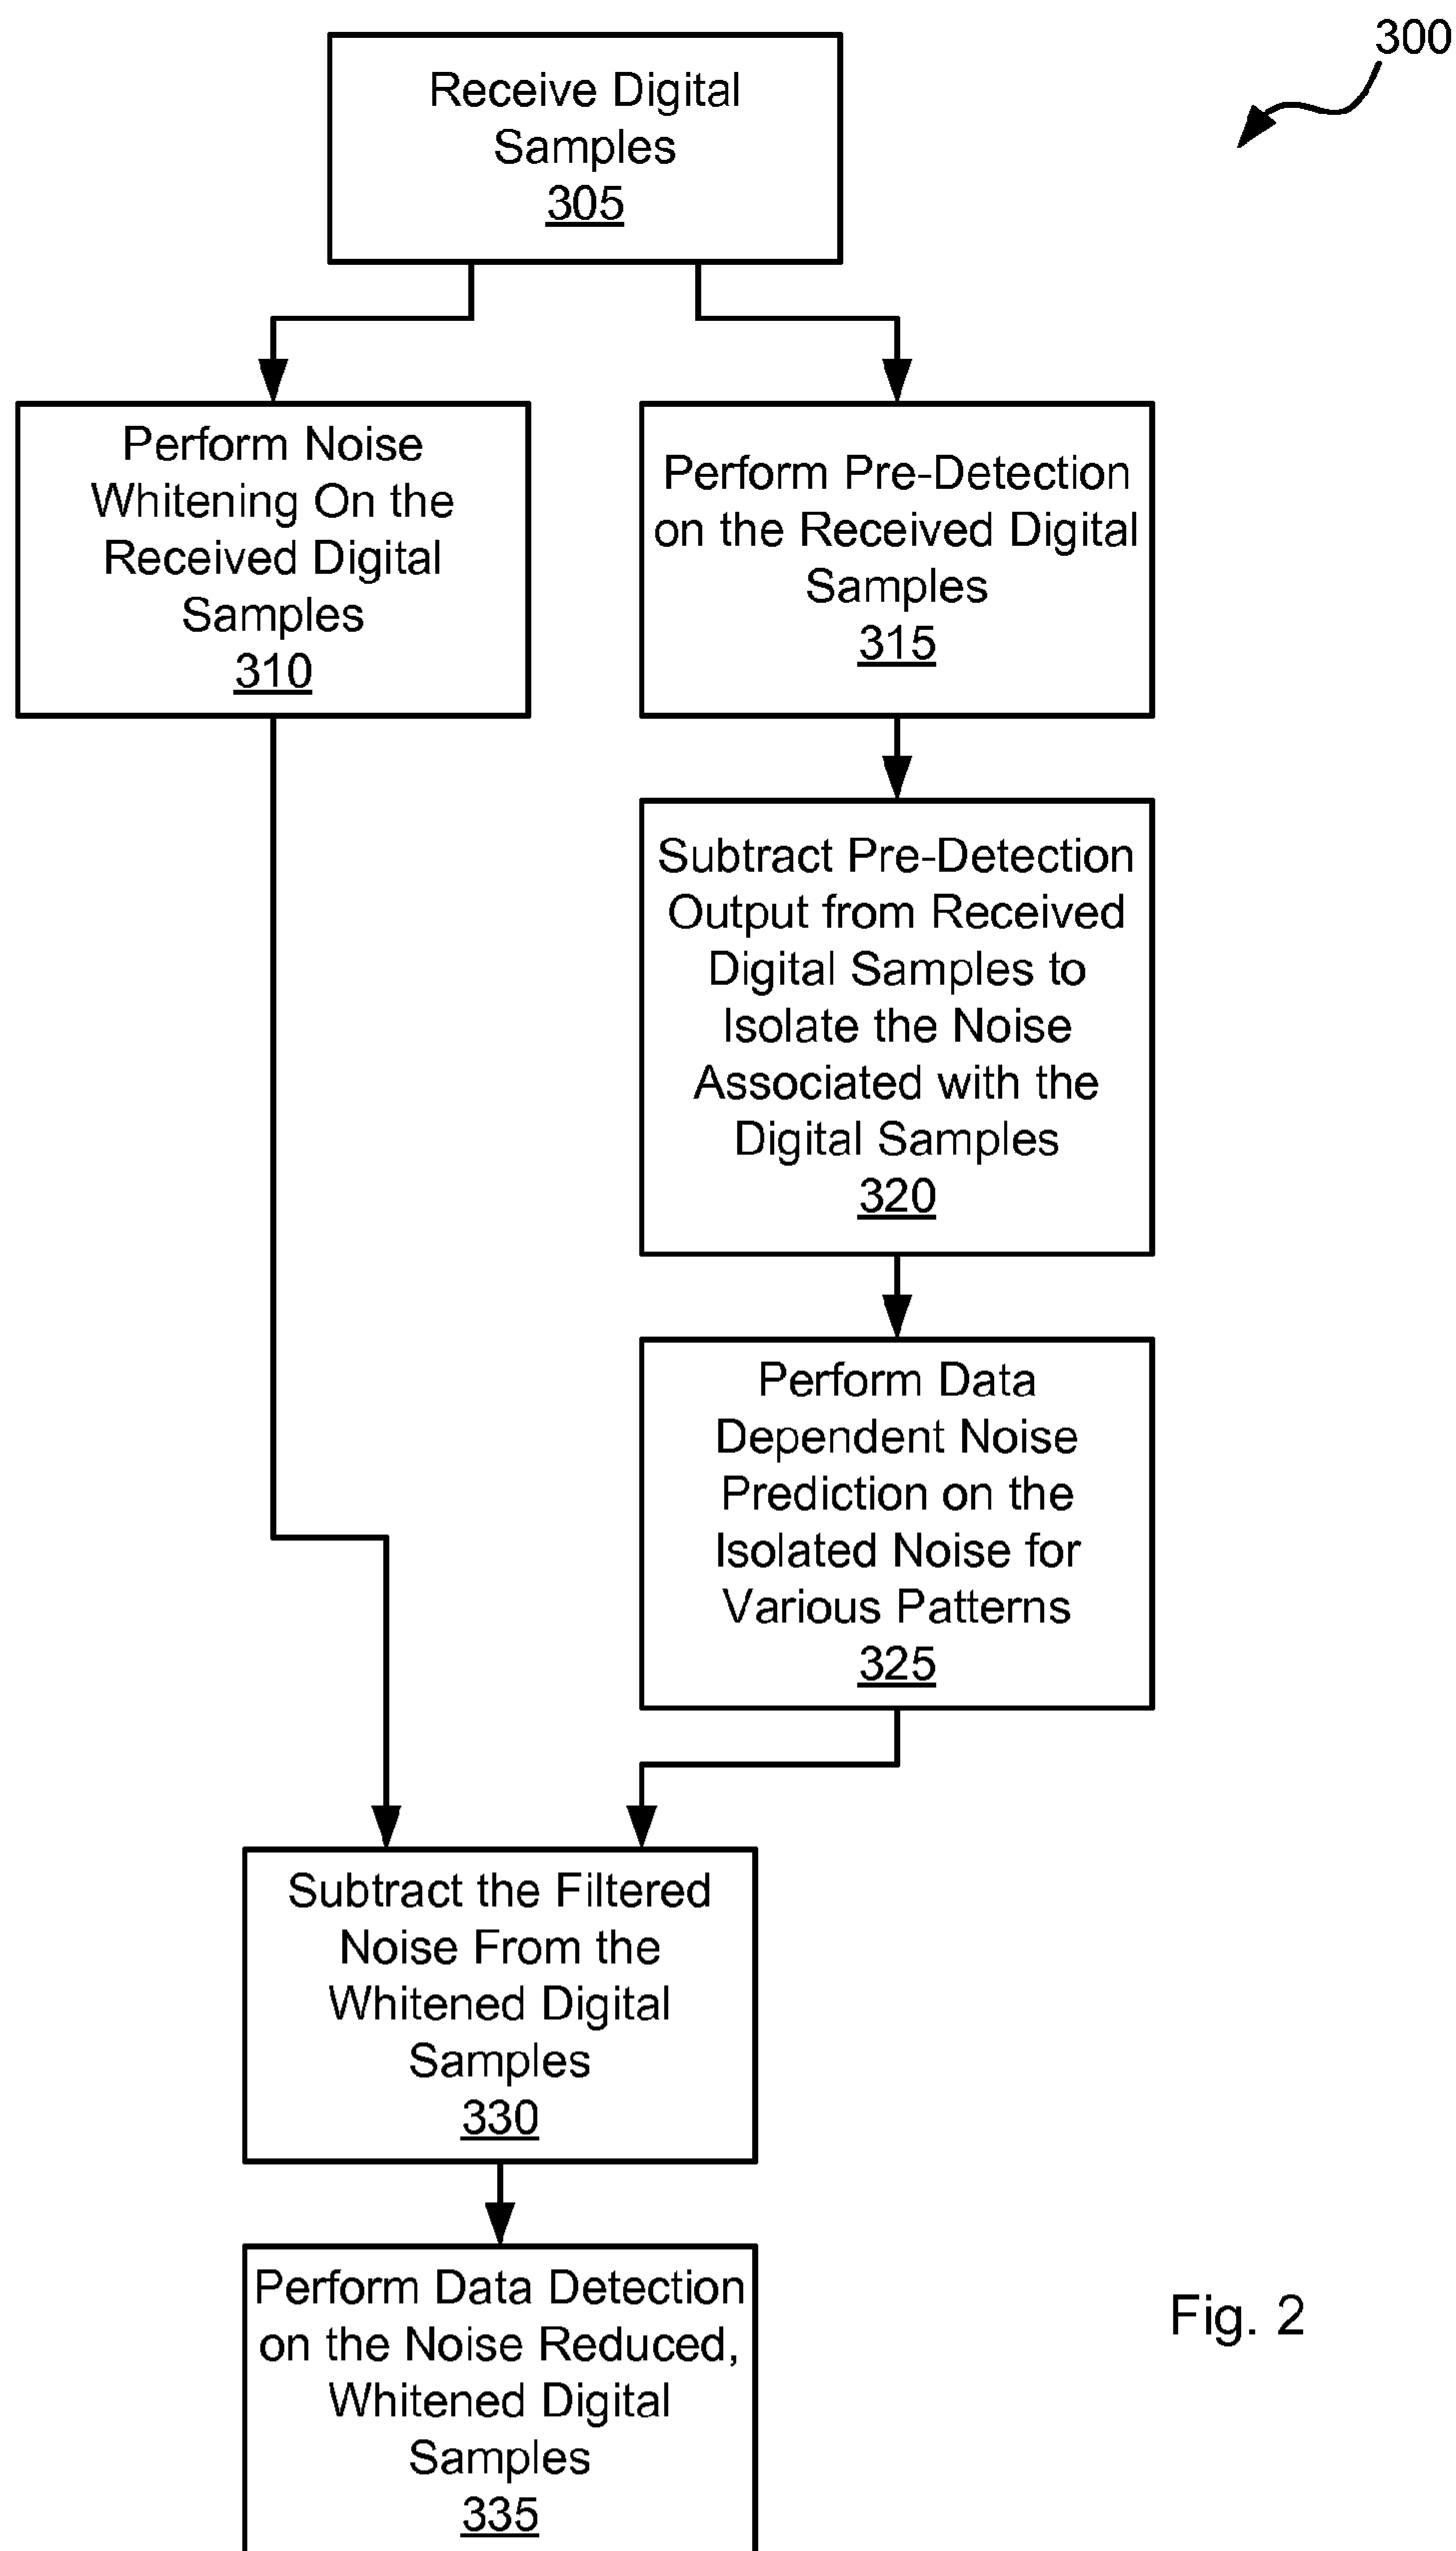 300
Receive Digital
Samples
305
Perform Noise
Whitening On the
Received Digital
Samples
310
Perform Pre-Detection
on the Received Digital
Samples
315
Subtract Pre-Detection
Output from Received
Digital Samples to
Isolate the Noise
Associated with the
Digital Samples
320
Perform Data
Dependent Noise
Prediction on the
Isolated Noise for
Various Patterns
325
Subtract the Filtered
Noise From the
Whitened Digital
Samples
330
Perform Data Detection
on the Noise Reduced,
Whitened Digital
Samples
335
Fig. 2